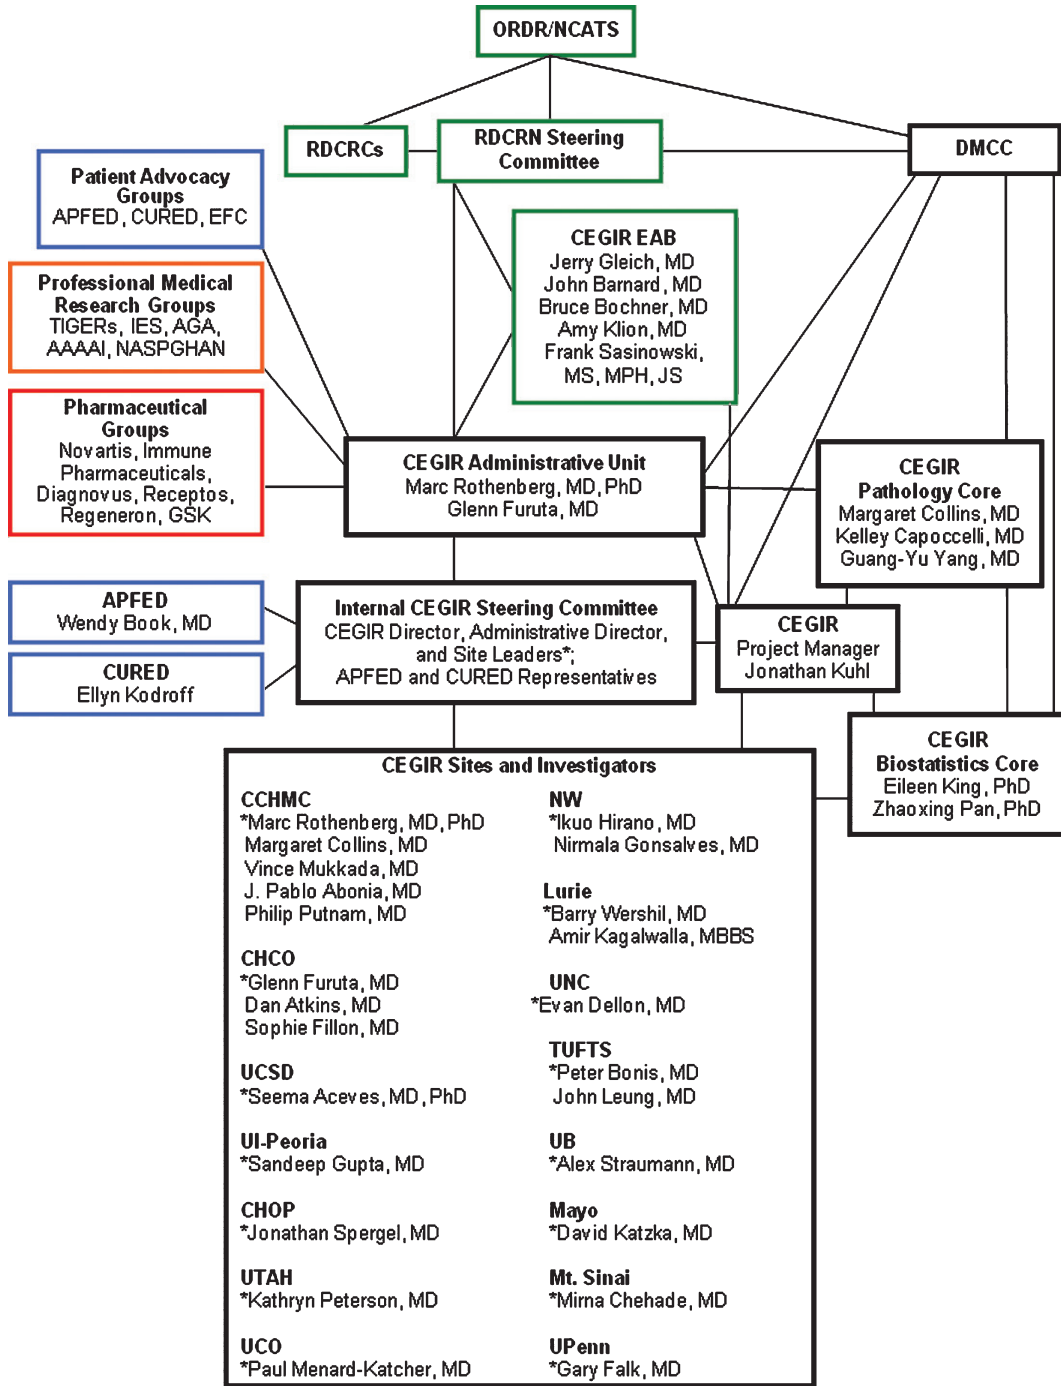 ORDR/NCATS
RDCRCs
RDCRN Steering
Committee
DMCC
Patient Advocacy
Groups
APFED, CURED, EFC
Professional Medical
Research Groups
TIGERs, IES, AGA,
AAAAI, NASPGHAN
Pharmaceutical
Groups
Novartis, Immune
Pharmaceuticals,
Diagnovus, Receptos,
Regeneron, GSK
CEGIR EAB
Jerry Gleich, MD
John Barnard, MD
Bruce Bochner, MD
Amy Klion, MD
Frank Sasinowski,
MS, MPH, JS
CEGIR Administrative Unit
Marc Rothenberg, MD, PhD
Glenn Furuta, MD
CEGIR
Pathology Core
Margaret Collins, MD
Kelley Capoccelli, MD
Guang-Yu Yang, MD
APFED
Wendy Book, MD
CURED
Ellyn Kodroff
Internal CEGIR Steering Committee
CEGIR Director, Administrative Director,
and Site Leaders*;
APFED and CURED Representatives
CEGIR
Project Manager
Jonathan Kuhl
CEGIR
Biostatistics Core
Eileen King, PhD
Zhaoxing Pan, PhD
CEGIR Sites and Investigators
CCHMC
*Marc Rothenberg, MD, PhD
Margaret Collins, MD
Vince Mukkada, MD
J. Pablo Abonia, MD
Philip Putnam, MD
CHCO
*Glenn Furuta, MD
Dan Atkins, MD
Sophie Fillon, MD
UCSD
*Seema Aceves, MD, PhD
UI-Peoria
*Sandeep Gupta, MD
CHOP
*Jonathan Spergel, MD
UTAH
*Kathryn Peterson, MD
UCO
*Paul Menard-Katcher, MD
NW
*Ikuo Hirano, MD
Nirmala Gonsalves, MD
Lurie
*Barry Wershil, MD
Amir Kagalwalla, MBBS
UNC
*Evan Dellon, MD
TUFTS
*Peter Bonis, MD
John Leung, MD
UB
*Alex Straumann, MD
Mayo
*David Katzka, MD
Mt. Sinai
*Mirna Chehade, MD
UPenn
*Gary Falk, MD